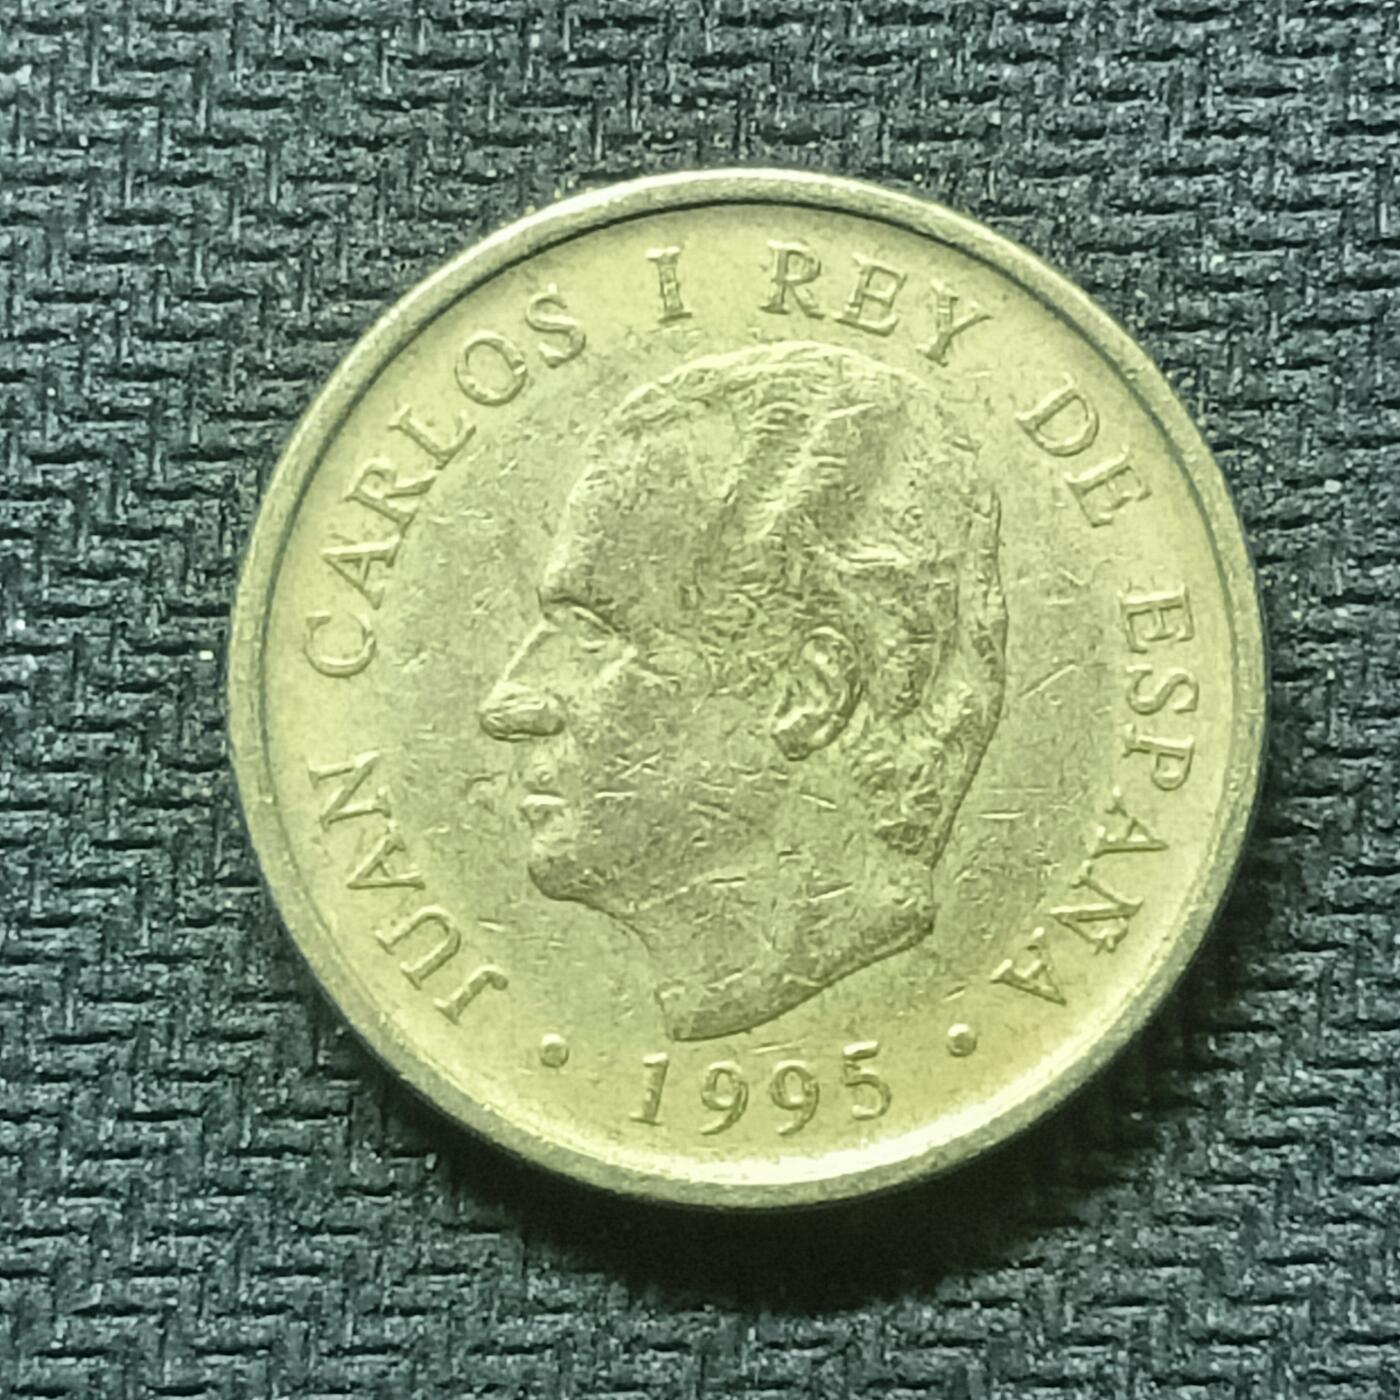 JUAN CARLOS I REY DE ESPAÑA
• 1995 •